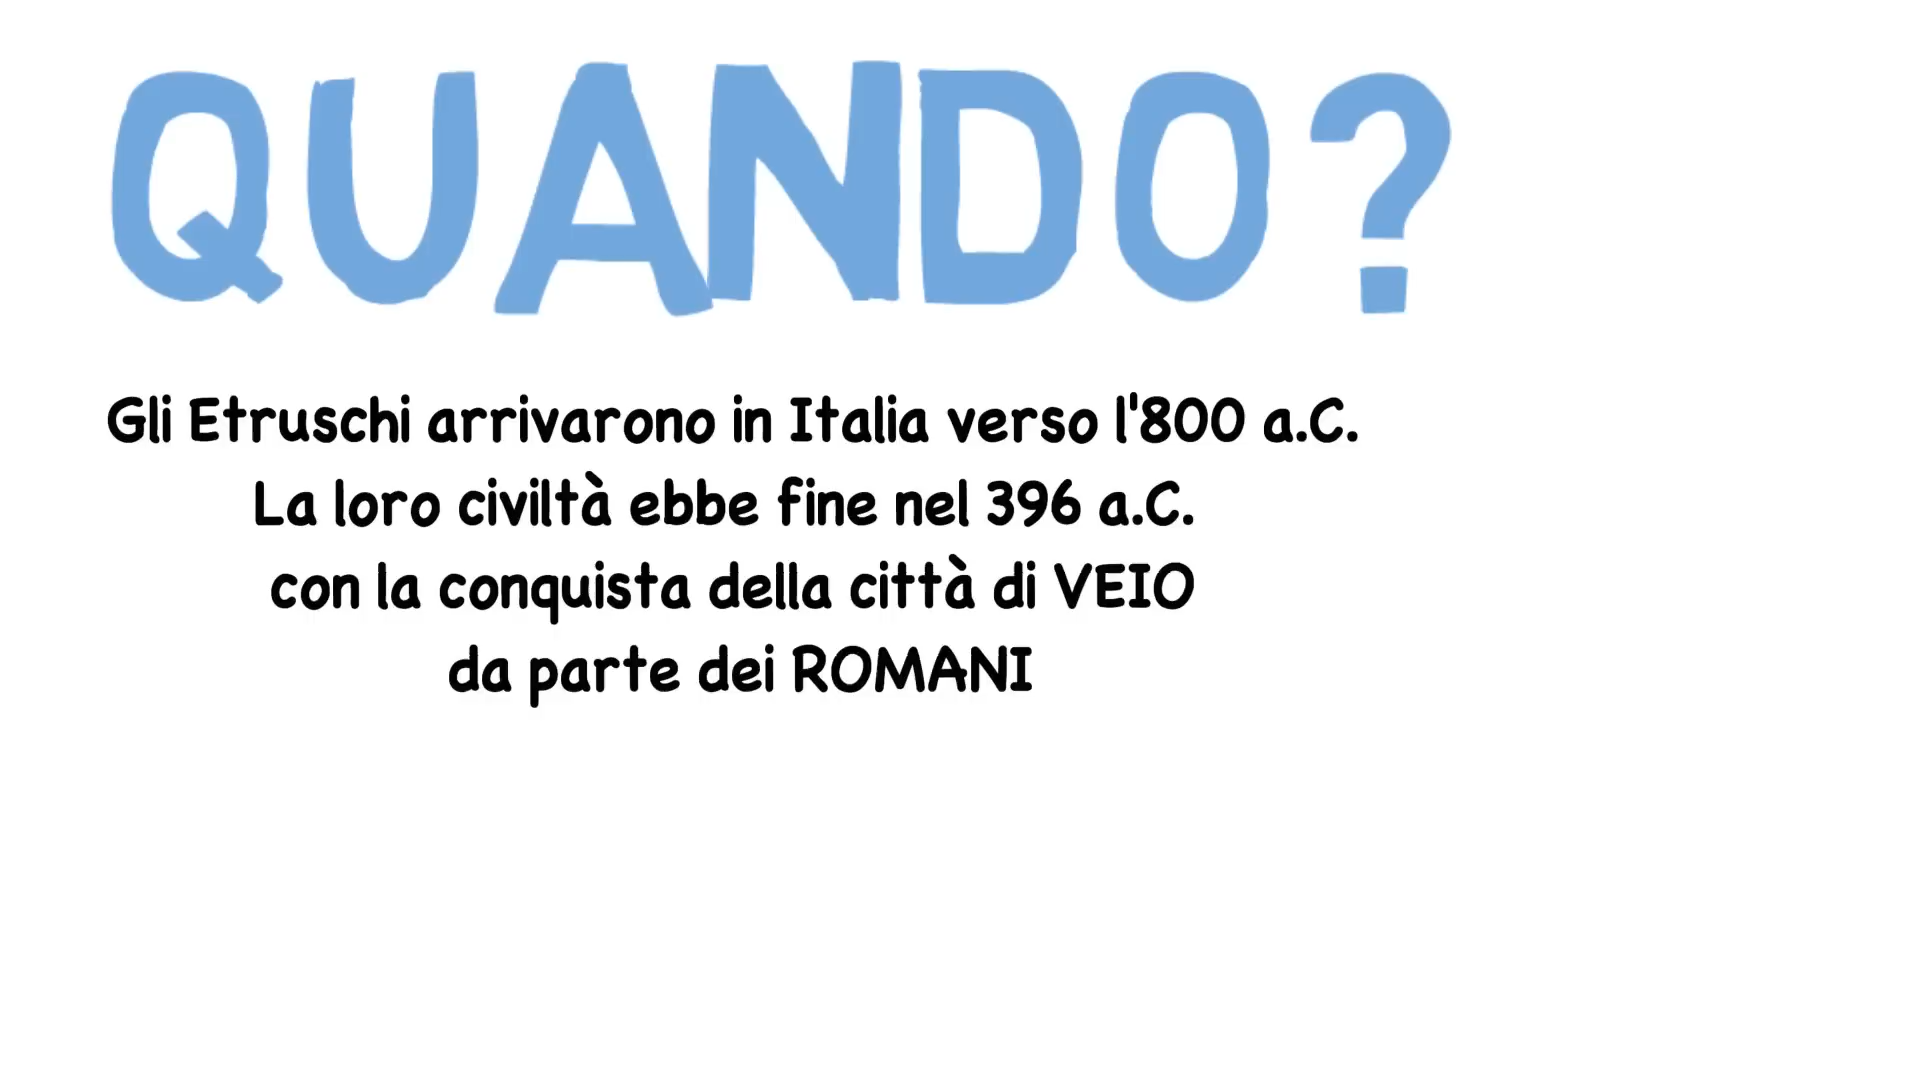 QUANDO?
Gli Etruschi arrivarono in Italia verso l'800 a.C.
La loro civiltà ebbe fine nel 396 a.C.
con la conquista della città di VEIO
da parte dei ROMANI